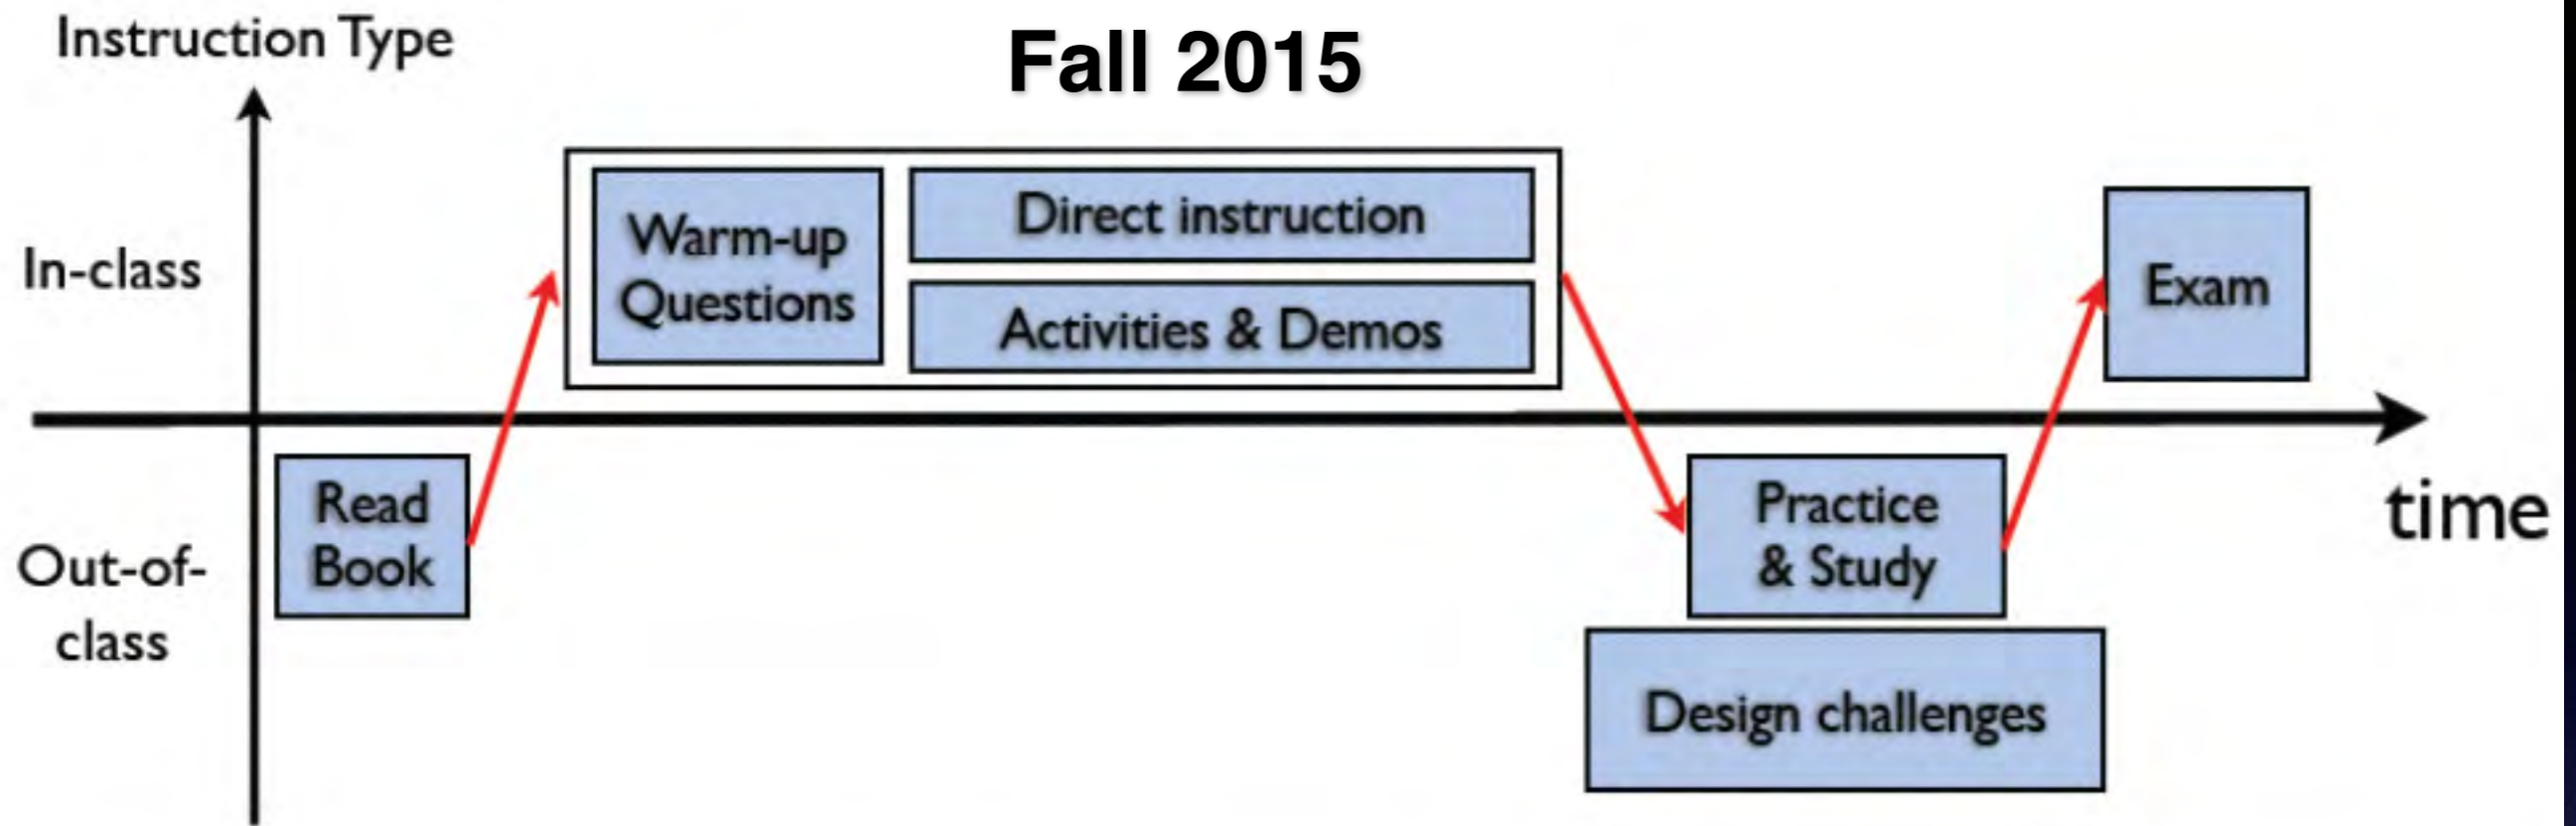 Instruction Type
Fall 2015
In-class
Warm-up
Questions
Direct instruction
Activities & Demos
Exam
Out-of-
class
Read
Book
Practice
& Study
Design challenges
time